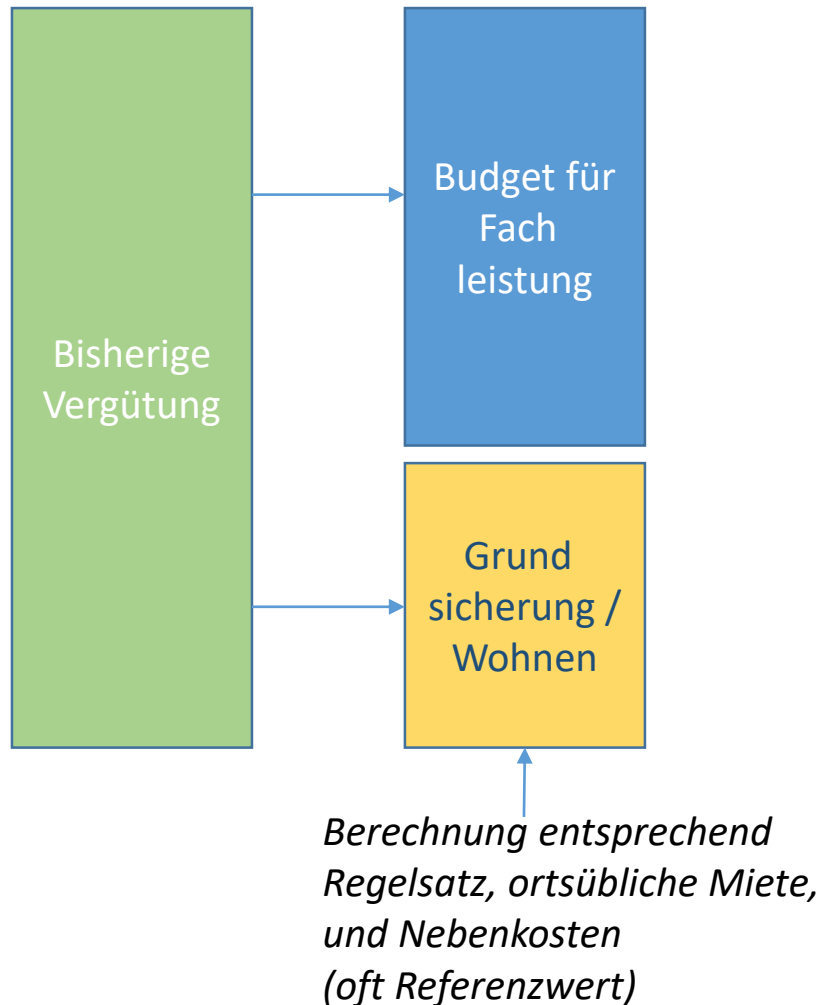 Bisherige
Vergütung
Budget für
Fach
leistung
Grund
sicherung /
Wohnen
Berechnung entsprechend
Regelsatz, ortsübliche Miete,
und Nebenkosten
(oft Referenzwert)